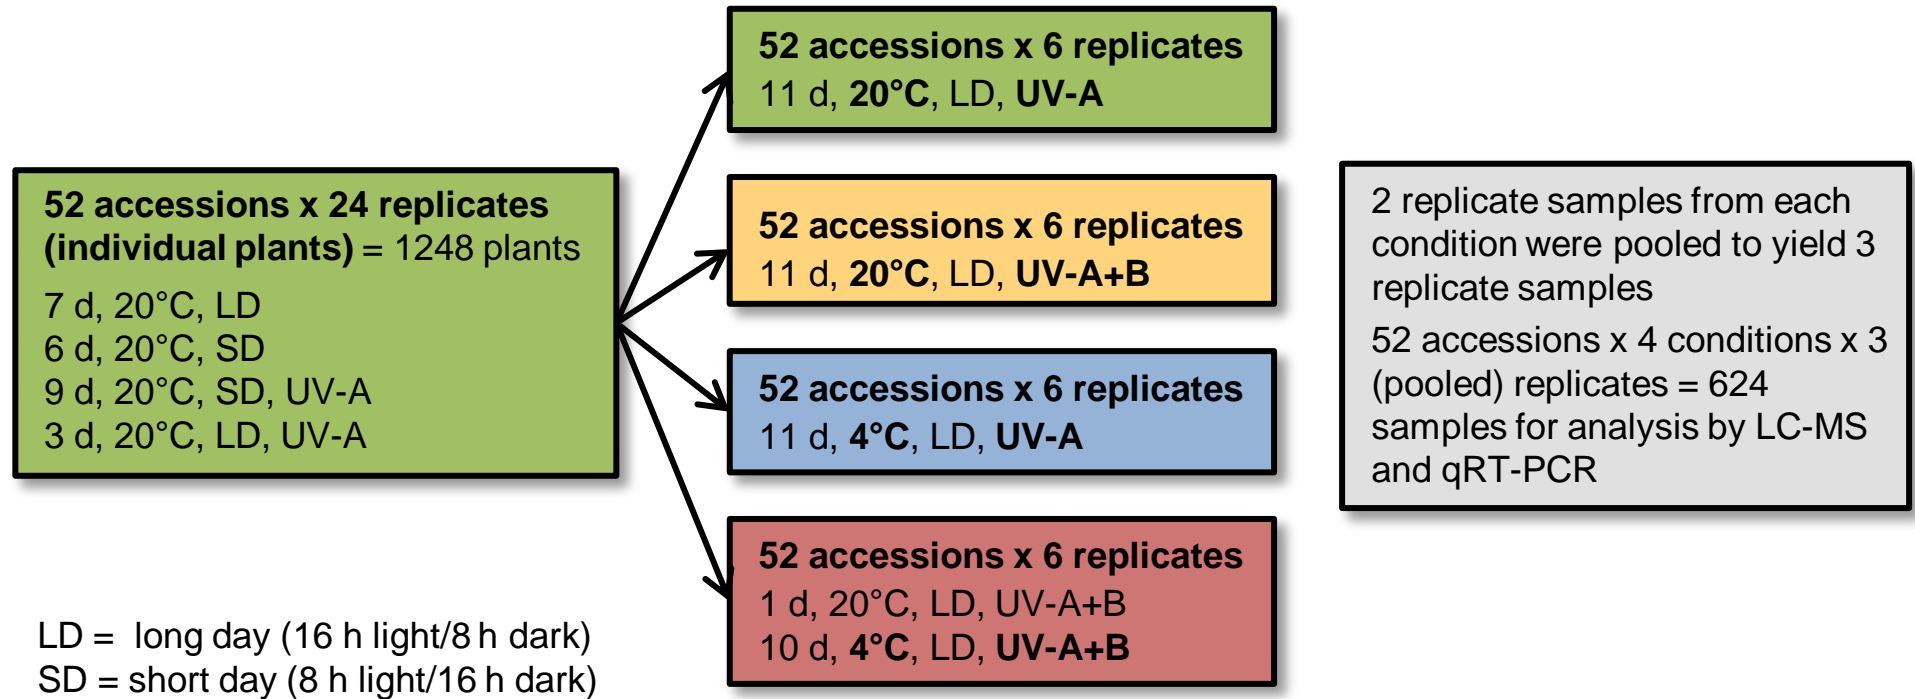 52 accessions x 24 replicates
(individual plants) = 1248 plants
7 d, 20°C, LD
6 d, 20°C, SD
9 d, 20°C, SD, UV-A
3 d, 20°C, LD, UV-A
LD = long day (16 h light/8 h dark)
SD = short day (8 h light/16 h dark)
52 accessions x 6 replicates
11 d, 20°C, LD, UV-A
52 accessions x 6 replicates
11 d, 20°C, LD, UV-A+B
52 accessions x 6 replicates
11 d, 4°C, LD, UV-A
52 accessions x 6 replicates
1 d, 20°C, LD, UV-A+B
10 d, 4°C, LD, UV-A+B
2 replicate samples from each
condition were pooled to yield 3
replicate samples
52 accessions x 4 conditions x 3
(pooled) replicates = 624
samples for analysis by LC-MS
and qRT-PCR